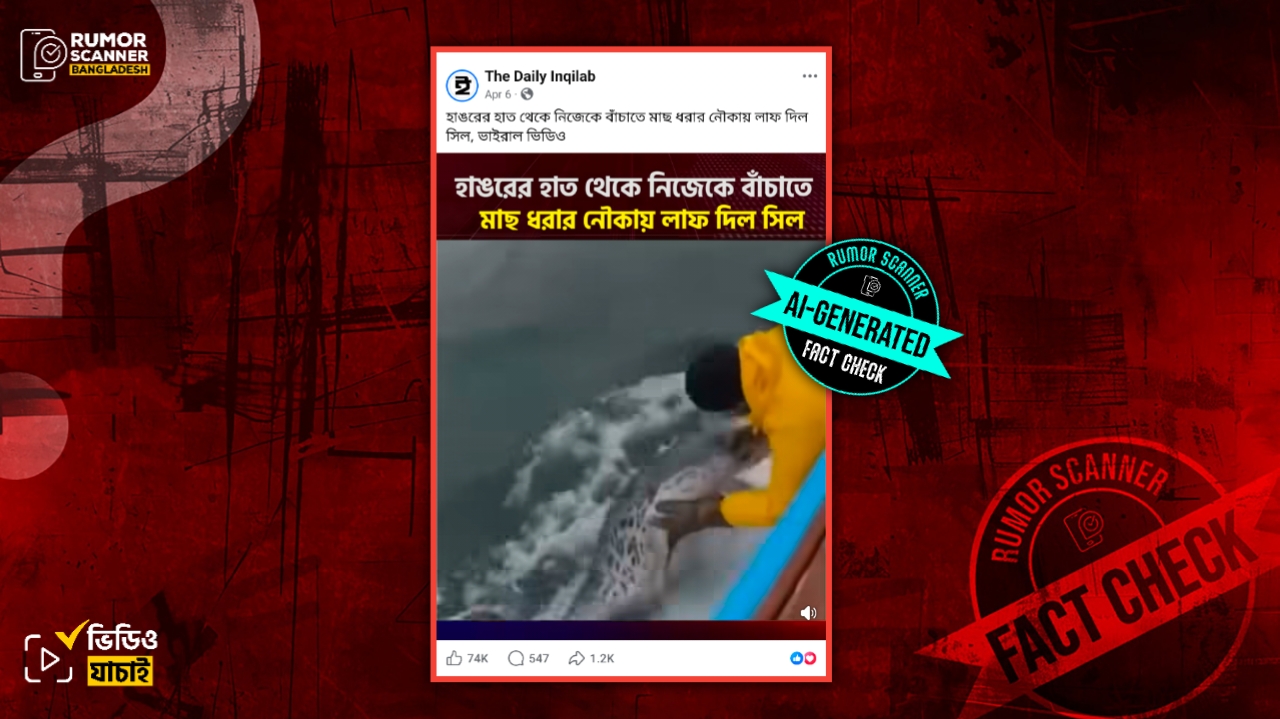 RUMOR
SCANNER
BANGLADESH
The Daily Inqilab
Apr 6 ·
হাঙরের হাত থেকে নিজেকে বাঁচাতে মাছ ধরার নৌকায় লাফ দিল
সিল, ভাইরাল ভিডিও
হাঙরের হাত থেকে নিজেকে বাঁচাতে
মাছ ধরার নৌকায় লাফ দিল সিল
RUMOR SCANNER
AI-GENERATED
FACT CHECK
74K 547 1.2K
RUMOR SCANNER
FACT CHECK
ভিডিও
যাচাই